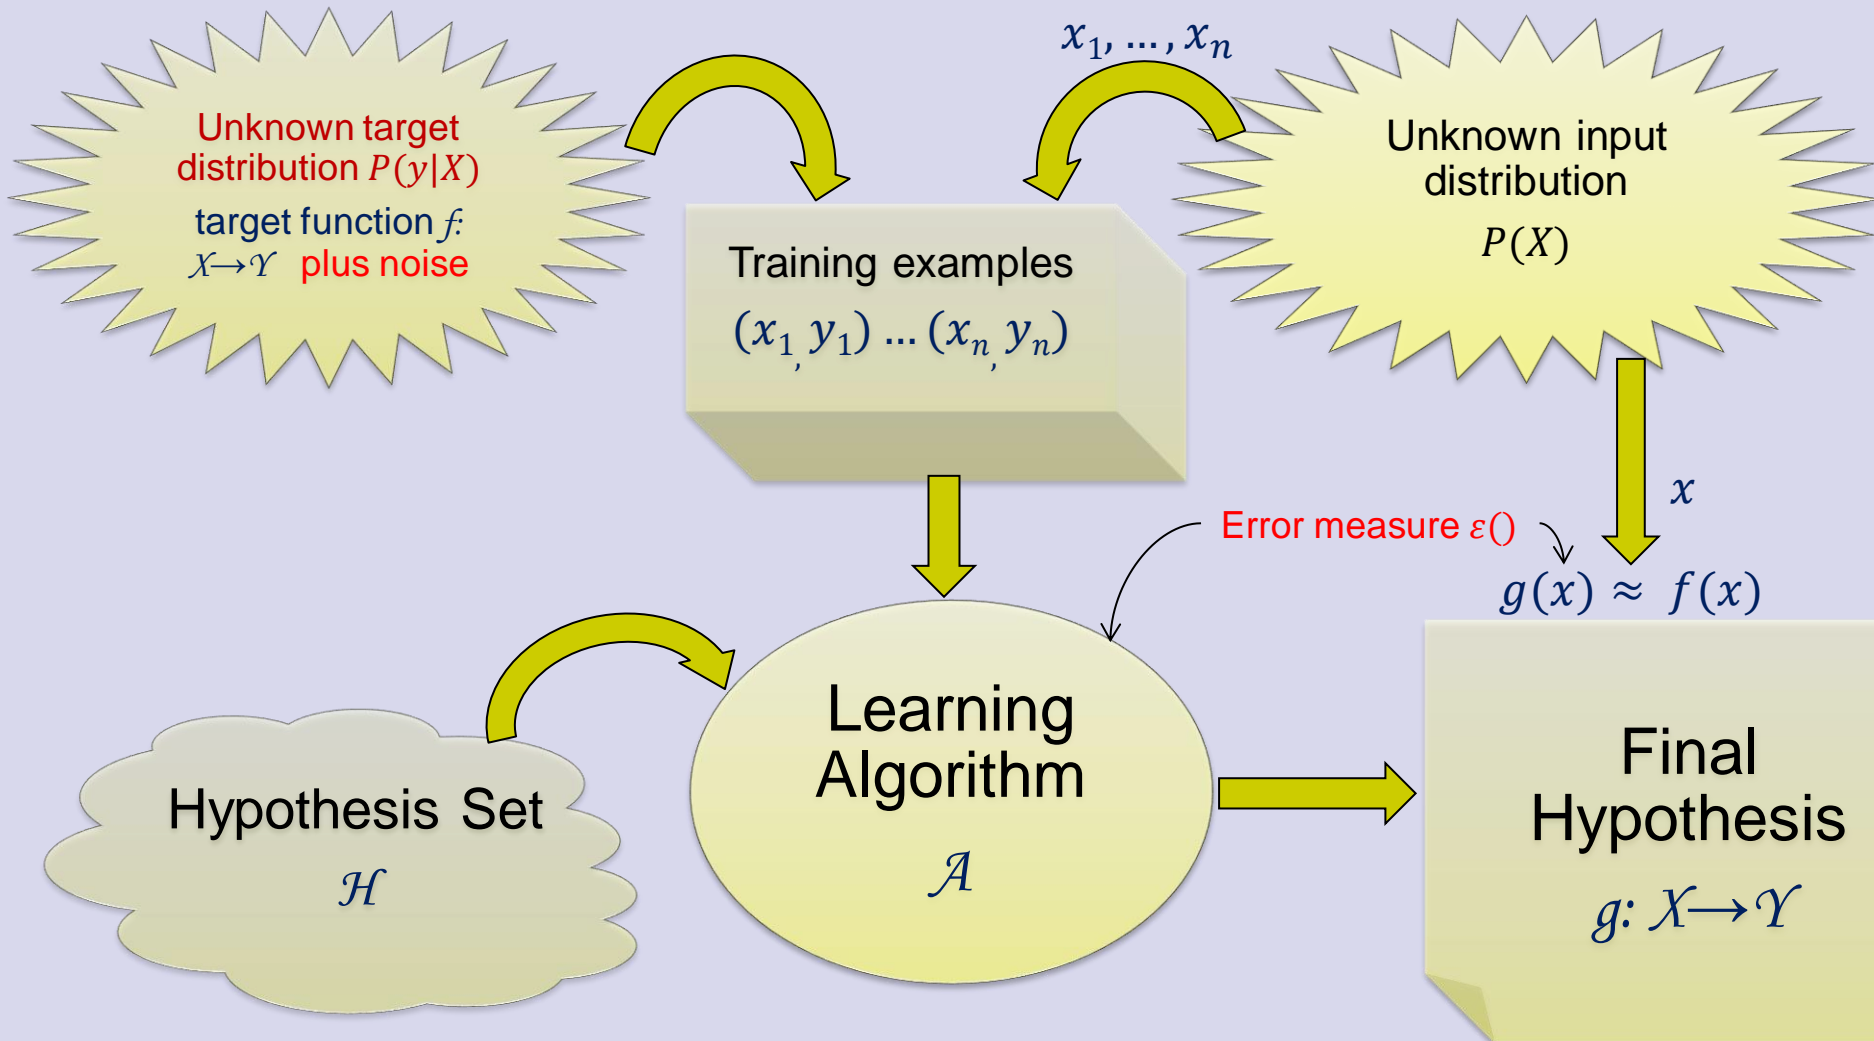 x₁, … , xₙ
Unknown target
distribution P(y|X)
target function f:
X→Y plus noise
Unknown input
distribution
P(X)
Training examples
(x₁, y₁) … (xₙ, yₙ)
x
Error measure ε()
g(x) ≈ f(x)
Learning
Algorithm
𝒜
Hypothesis Set
ℋ
Final
Hypothesis
g: X→Y